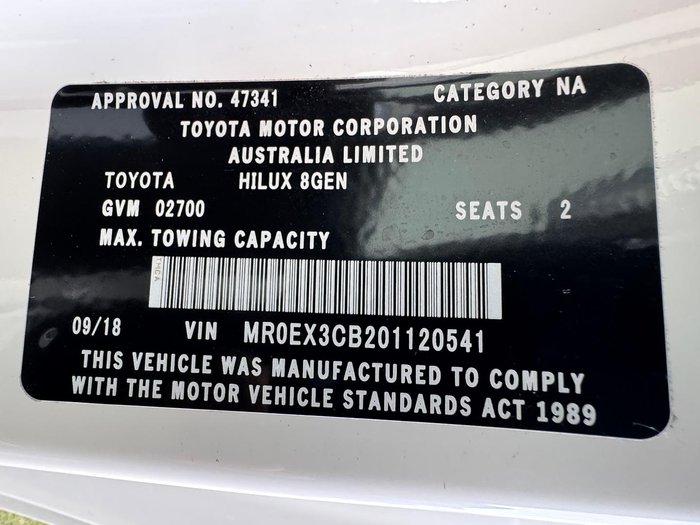 APPROVAL NO. 47341 CATEGORY NA
TOYOTA MOTOR CORPORATION
AUSTRALIA LIMITED
TOYOTA HILUX 8GEN
GVM 02700 SEATS 2
MAX. TOWING CAPACITY
09/18 VIN MR0EX3CB201120541
THIS VEHICLE WAS MANUFACTURED TO COMPLY
WITH THE MOTOR VEHICLE STANDARDS ACT 1989